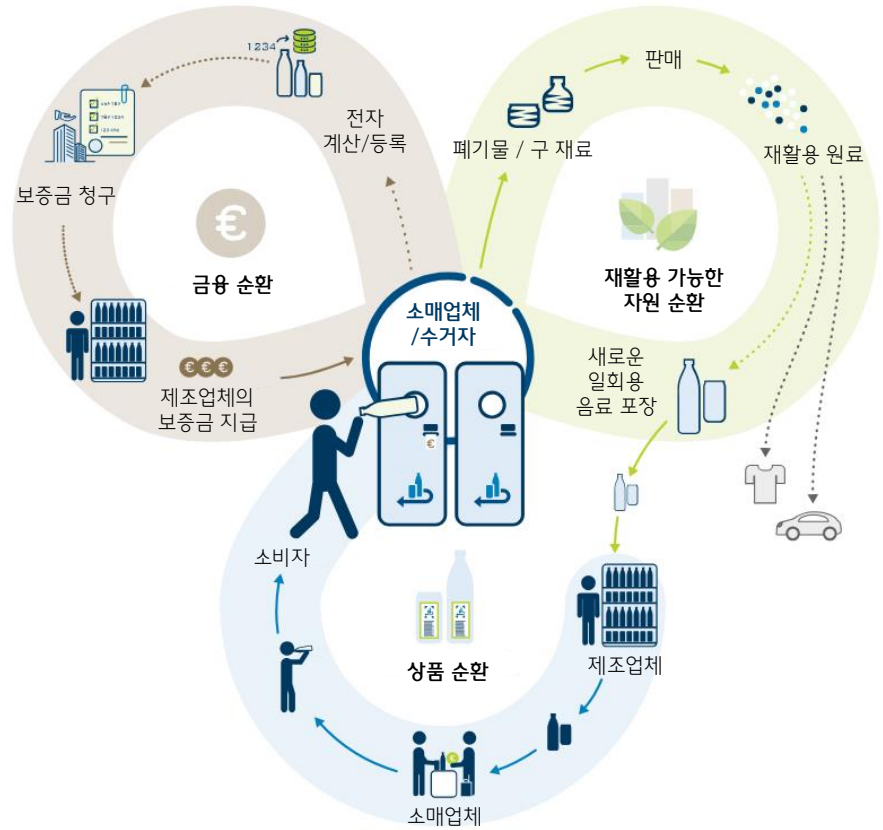 1234
전자
계산/등록
보증금 청구
금융 순환
€
€€€
제조업체의
보증금 지급
소매업체
/수거자
€
폐기물 / 구 재료
판매
재활용 원료
재활용 가능한
자원 순환
새로운
일회용
음료 포장
제조업체
소매업체
소비자
상품 순환